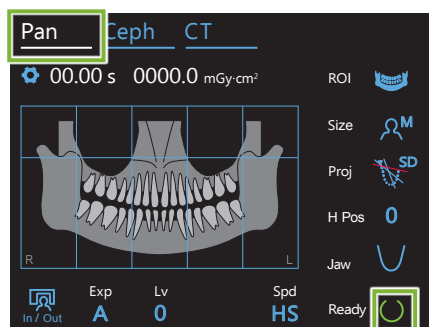 Pan Ceph CT
00.00 s 0000.0 mGy·cm²
ROI
Size M
Proj SD
H Pos 0
R L
Jaw
In / Out
Exp A
Lv 0
Spd HS
Ready